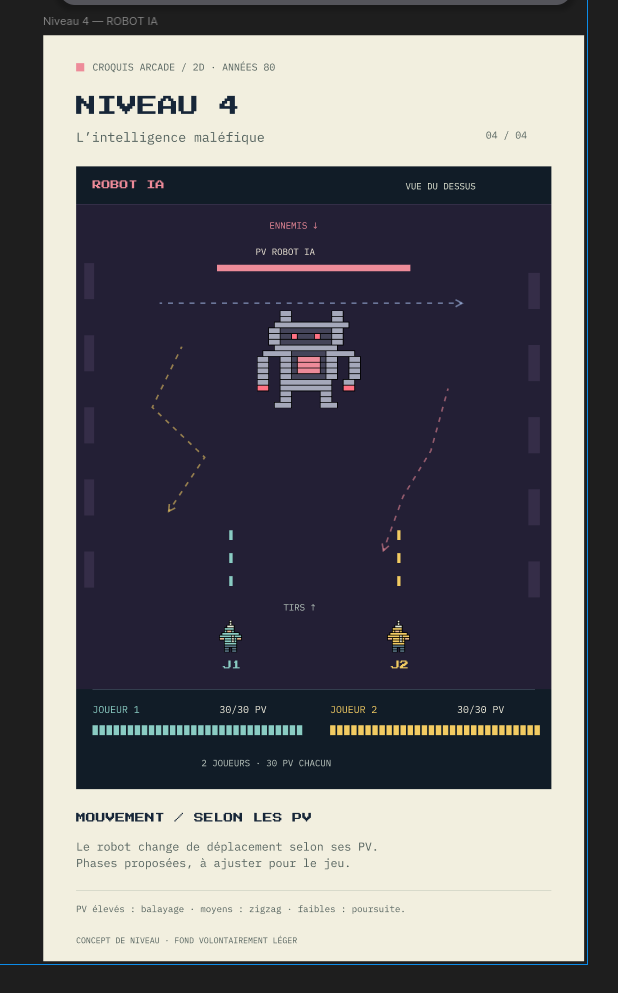 Niveau 4 — ROBOT IA
CROQUIS ARCADE / 2D · ANNÉES 80
NIVEAU 4
L’intelligence maléfique
04 / 04
ROBOT IA
VUE DU DESSUS
ENNEMIS ↓
PV ROBOT IA
TIRS ↑
J1
J2
JOUEUR 1
30/30 PV
JOUEUR 2
30/30 PV
2 JOUEURS · 30 PV CHACUN
MOUVEMENT / SELON LES PV
Le robot change de déplacement selon ses PV.
Phases proposées, à ajuster pour le jeu.
PV élevés : balayage · moyens : zigzag · faibles : poursuite.
CONCEPT DE NIVEAU · FOND VOLONTAIREMENT LÉGER